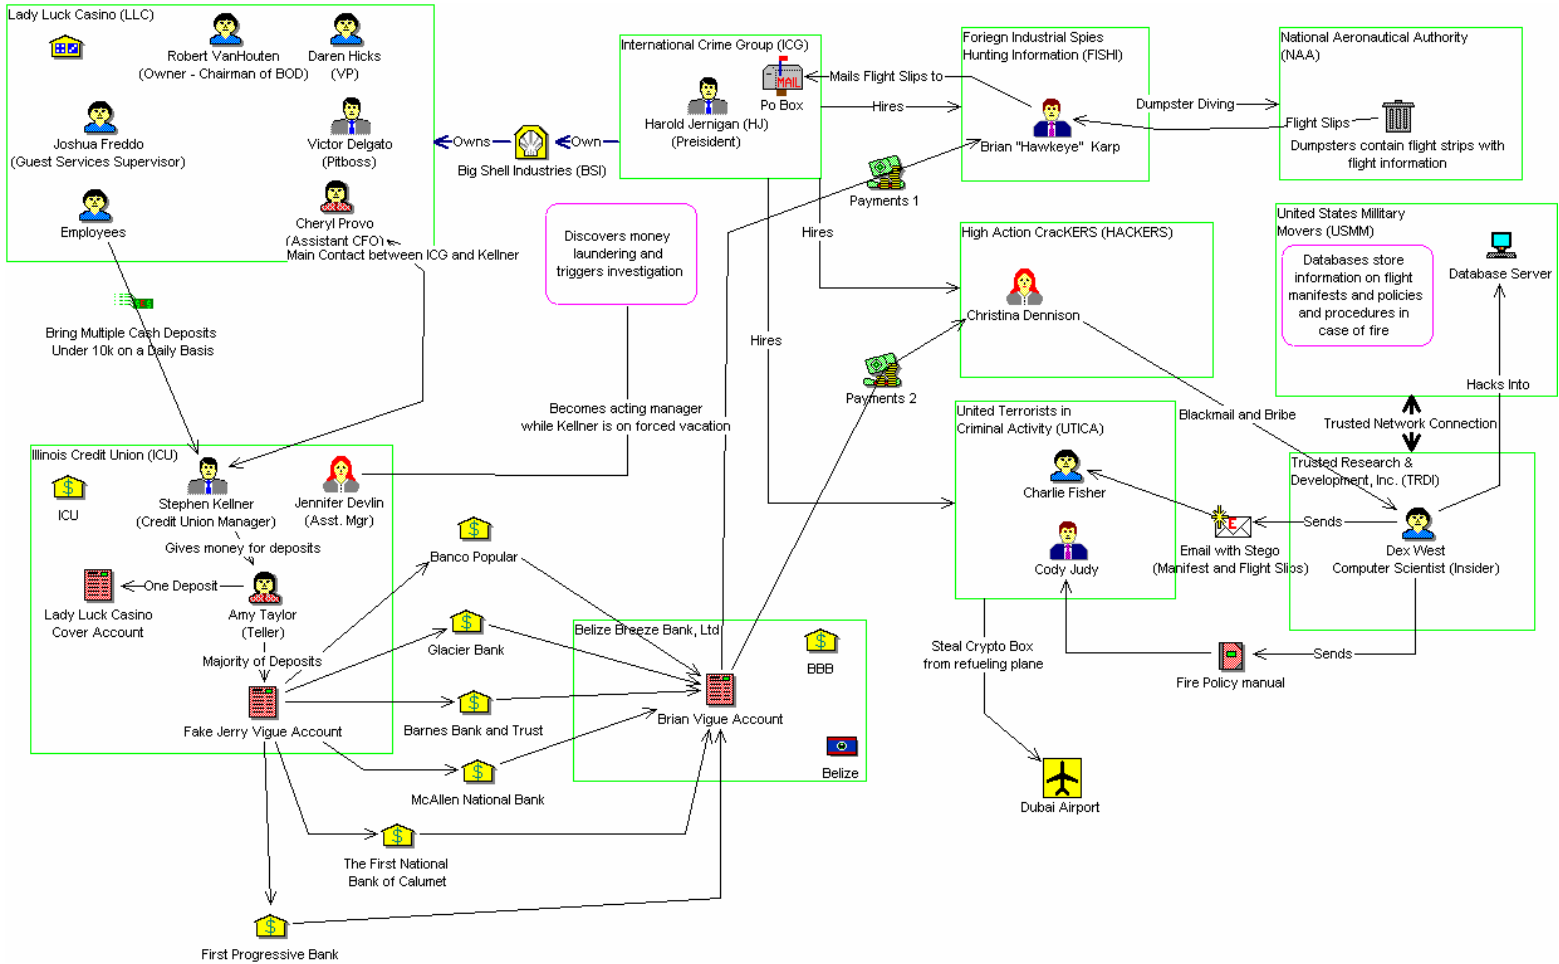 Lady Luck Casino (LLC)
Robert VanHouten
(Owner - Chairman of BOD)
Daren Hicks
(VP)
Joshua Freddo
(Guest Services Supervisor)
Victor Delgato
(Pitboss)
Employees
Cheryl Provo
(Assistant CFO)
Main Contact between ICG and Kellner
Owns
Big Shell Industries (BSI)
Own
International Crime Group (ICG)
MAIL
Po Box
Harold Jernigan (HJ)
(Preisident)
Mails Flight Slips to
Hires
Foriegn Industrial Spies
Hunting Information (FISHI)
Brian "Hawkeye" Karp
Dumpster Diving
Flight Slips
National Aeronautical Authority
(NAA)
Dumpsters contain flight strips with
flight information
Payments 1
Hires
High Action CracKERS (HACKERS)
Christina Dennison
United States Military
Movers (USMM)
Databases store
information on flight
manifests and policies
and procedures in
case of fire
Database Server
Discovers money
laundering and
triggers investigation
Bring Multiple Cash Deposits
Under 10k on a Daily Basis
Hires
Payments 2
Hacks Into
Blackmail and Bribe
Trusted Network Connection
Becomes acting manager
while Kellner is on forced vacation
United Terrorists in
Criminal Activity (UTICA)
Charlie Fisher
Cody Judy
Illinois Credit Union (ICU)
ICU
Stephen Kellner
(Credit Union Manager)
Jennifer Devlin
(Asst. Mgr)
Gives money for deposits
One Deposit
Lady Luck Casino
Cover Account
Amy Taylor
(Teller)
Majority of Deposits
Fake Jerry Vigue Account
Trusted Research &
Development, Inc. (TRDI)
Dex West
Computer Scientist (Insider)
Sends
E
Email with Stego
(Manifest and Flight Slips)
Sends
Fire Policy manual
Banco Popular
Glacier Bank
Barnes Bank and Trust
McAllen National Bank
The First National
Bank of Calumet
First Progressive Bank
Belize Breeze Bank, Ltd
BBB
Brian Vigue Account
Belize
Steal Crypto Box
from refueling plane
Dubai Airport